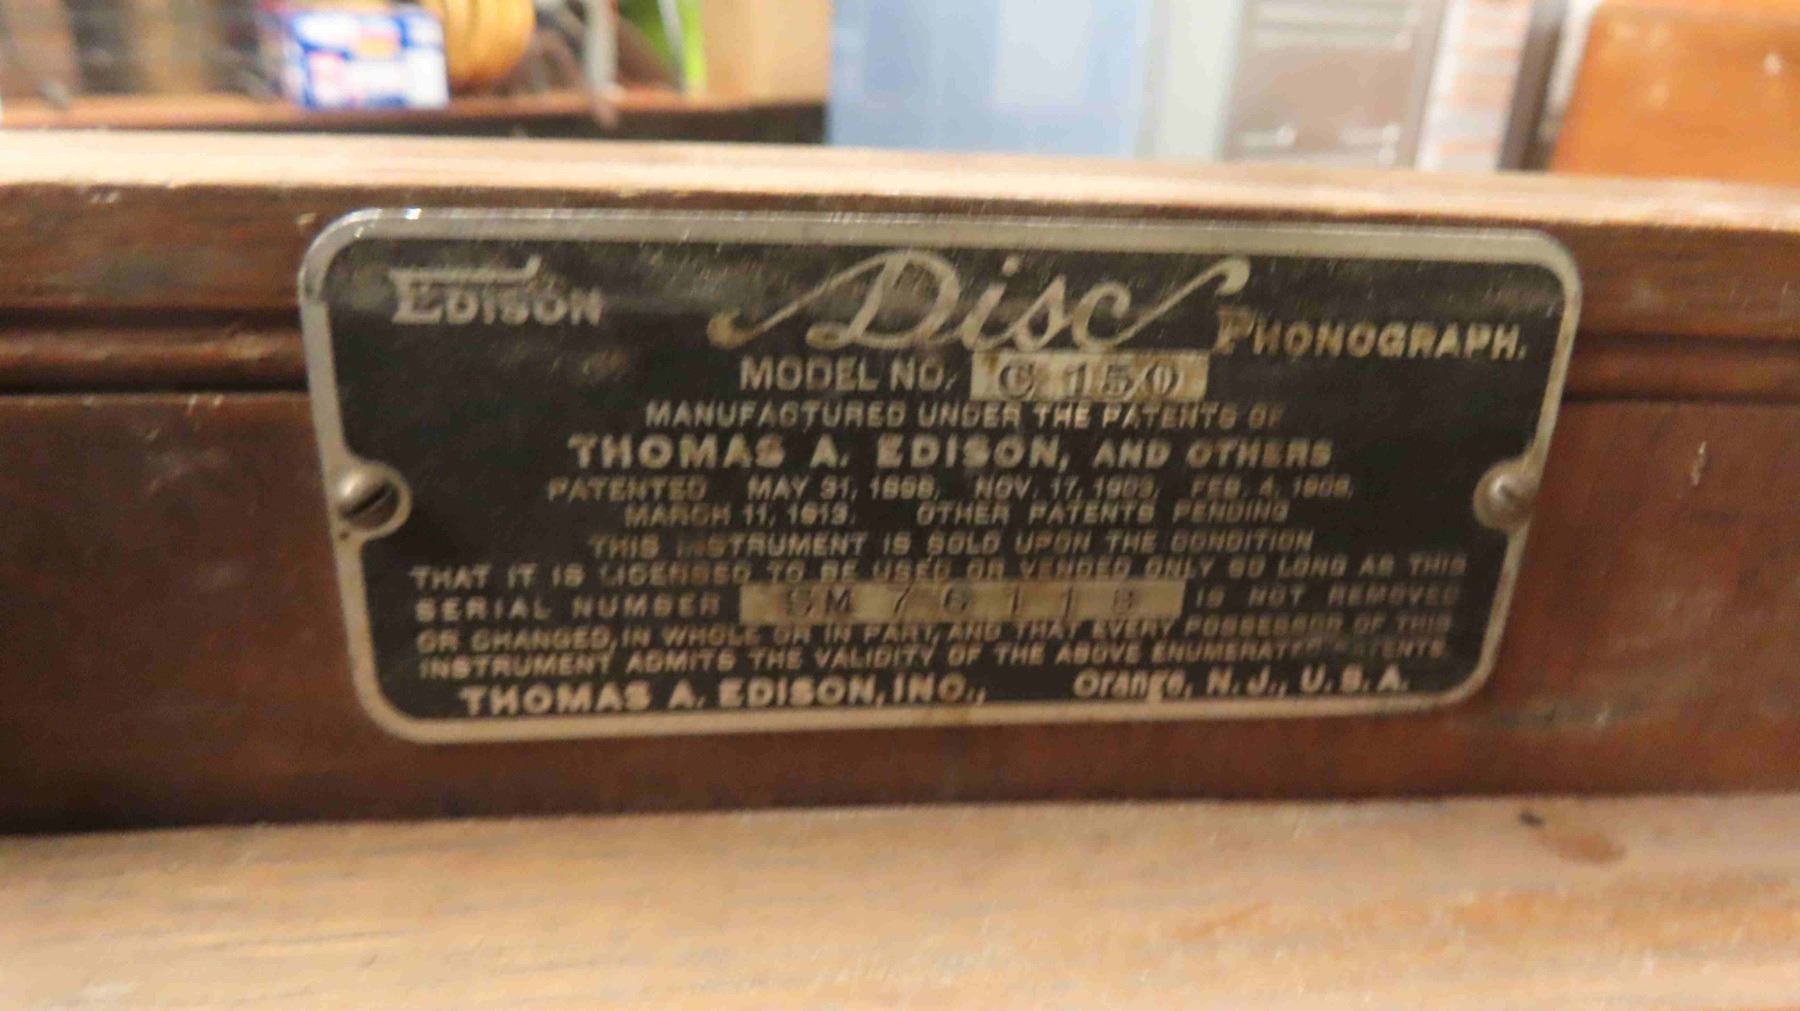 EDISON Disc PHONOGRAPH.
MODEL NO. C 150
MANUFACTURED UNDER THE PATENTS OF
THOMAS A. EDISON, AND OTHERS
PATENTED MAY 31, 1898, NOV. 17, 1903, FEB. 4, 1908,
MARCH 11, 1913. OTHER PATENTS PENDING
THIS INSTRUMENT IS SOLD UPON THE CONDITION
THAT IT IS LICENSED TO BE USED OR VENDED ONLY SO LONG AS THIS
SERIAL NUMBER SM 76118 IS NOT REMOVED
OR CHANGED, IN WHOLE OR IN PART, AND THAT EVERY POSSESSOR OF THIS
INSTRUMENT ADMITS THE VALIDITY OF THE ABOVE ENUMERATED PATENTS.
THOMAS A. EDISON, INC., Orange, N. J., U. S. A.